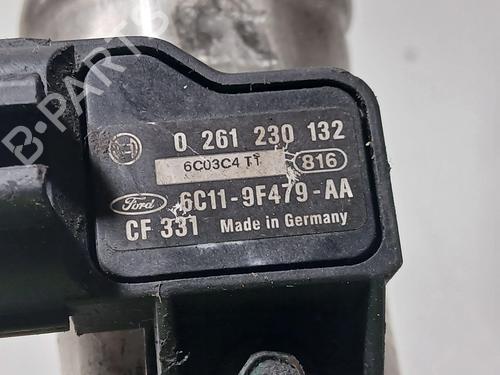 B-PARTS
0 261 230 132
6C03C4 TT
816
Ford
6C11-9F479-AA
CF 331 Made in Germany